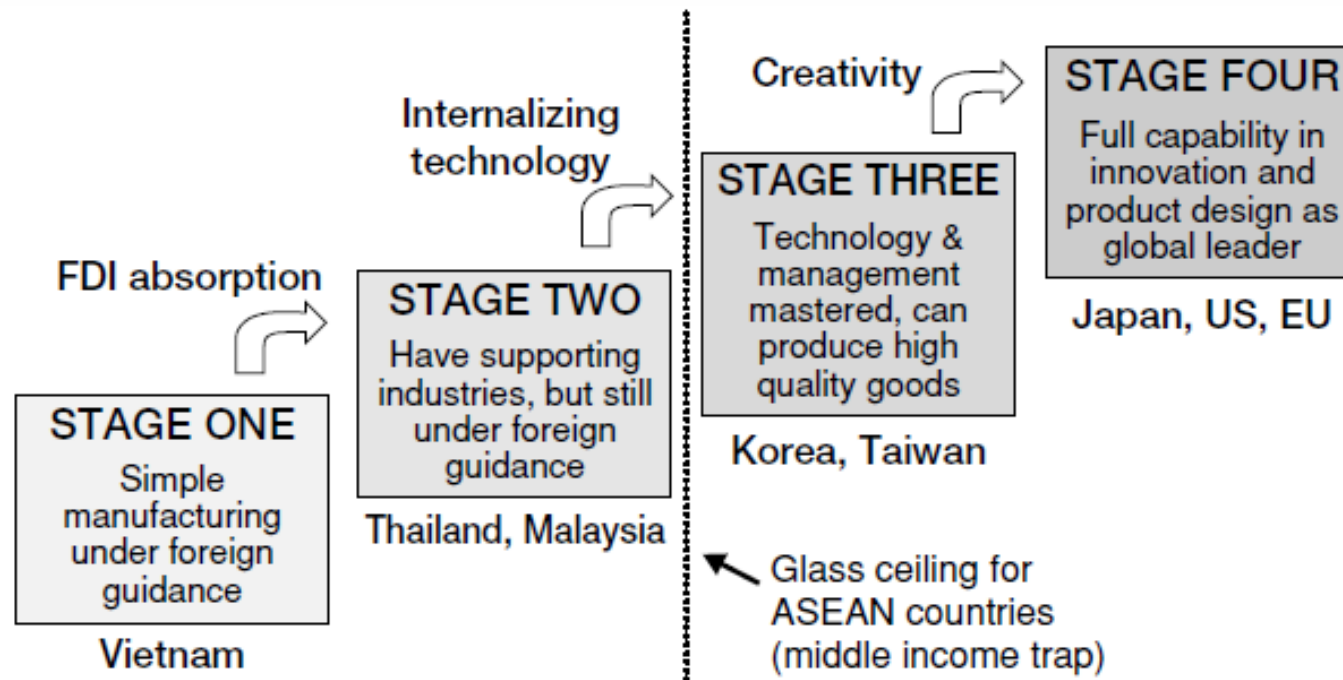 FDI absorption
STAGE ONE
Simple
manufacturing
under foreign
guidance
Vietnam
Internalizing
technology
STAGE TWO
Have supporting
industries, but still
under foreign
guidance
Thailand, Malaysia
Creativity
STAGE THREE
Technology &
management
mastered, can
produce high
quality goods
Korea, Taiwan
STAGE FOUR
Full capability in
innovation and
product design as
global leader
Japan, US, EU
Glass ceiling for
ASEAN countries
(middle income trap)